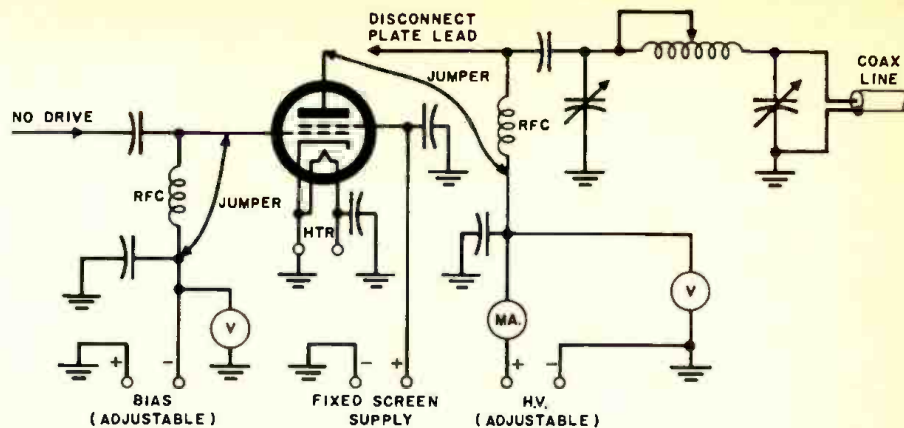 DISCONNECT
PLATE LEAD
JUMPER
COAX
LINE
NO DRIVE
RFC
RFC
JUMPER
HTR
V
V
MA.
+
-
-
+
+
-
BIAS
(ADJUSTABLE)
FIXED SCREEN
SUPPLY
H.V.
(ADJUSTABLE)